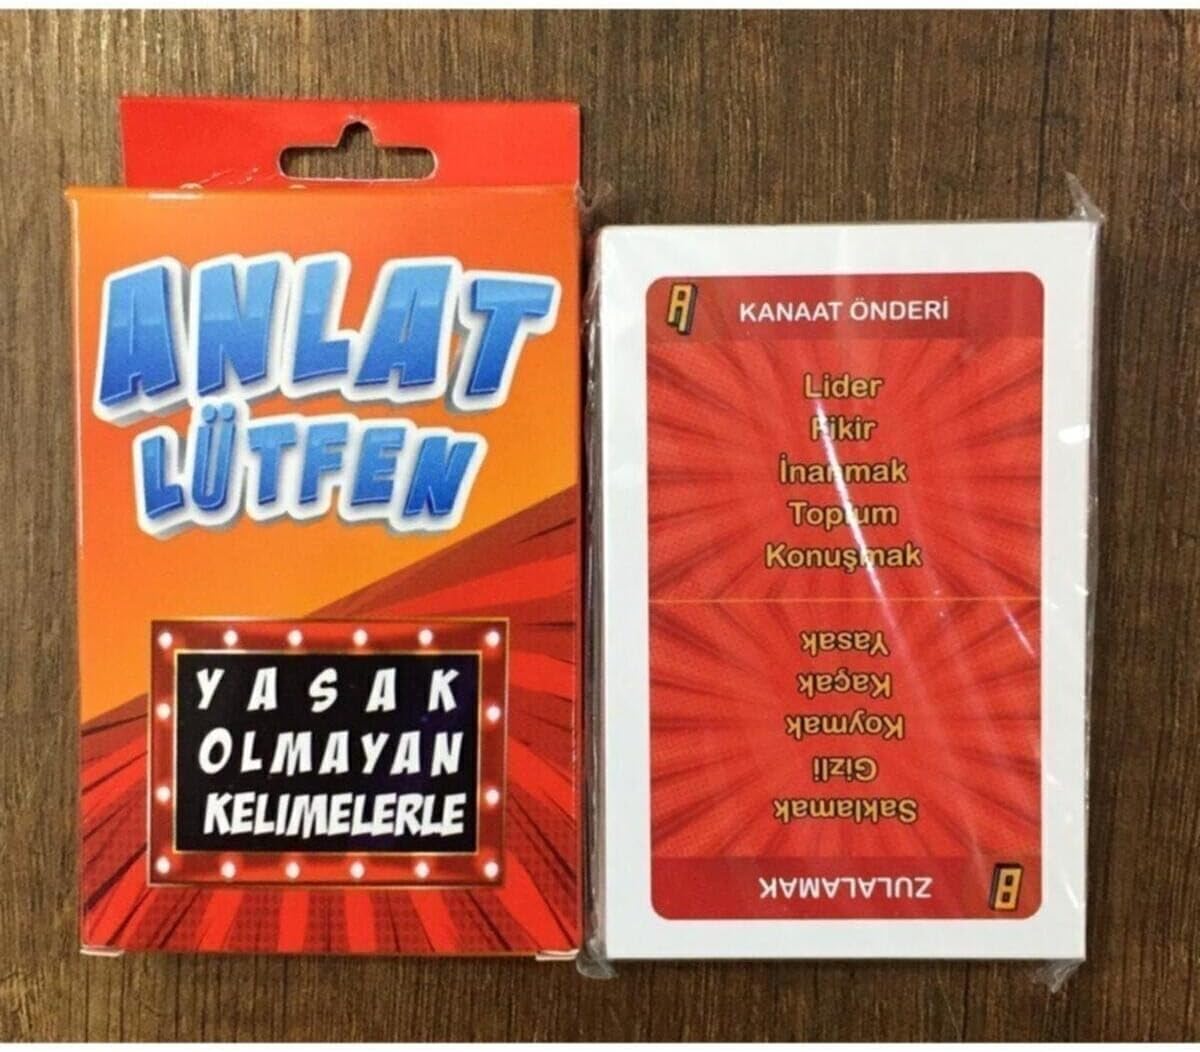 ANLAT
LÜTFEN
YASAK
OLMAYAN
KELIMELERLE
A KANAAT ÖNDERİ
Lider
Fikir
İnanmak
Toplum
Konuşmak
B ZULALAMAK
Saklamak
Gizli
Koymak
Kaçak
Yasak